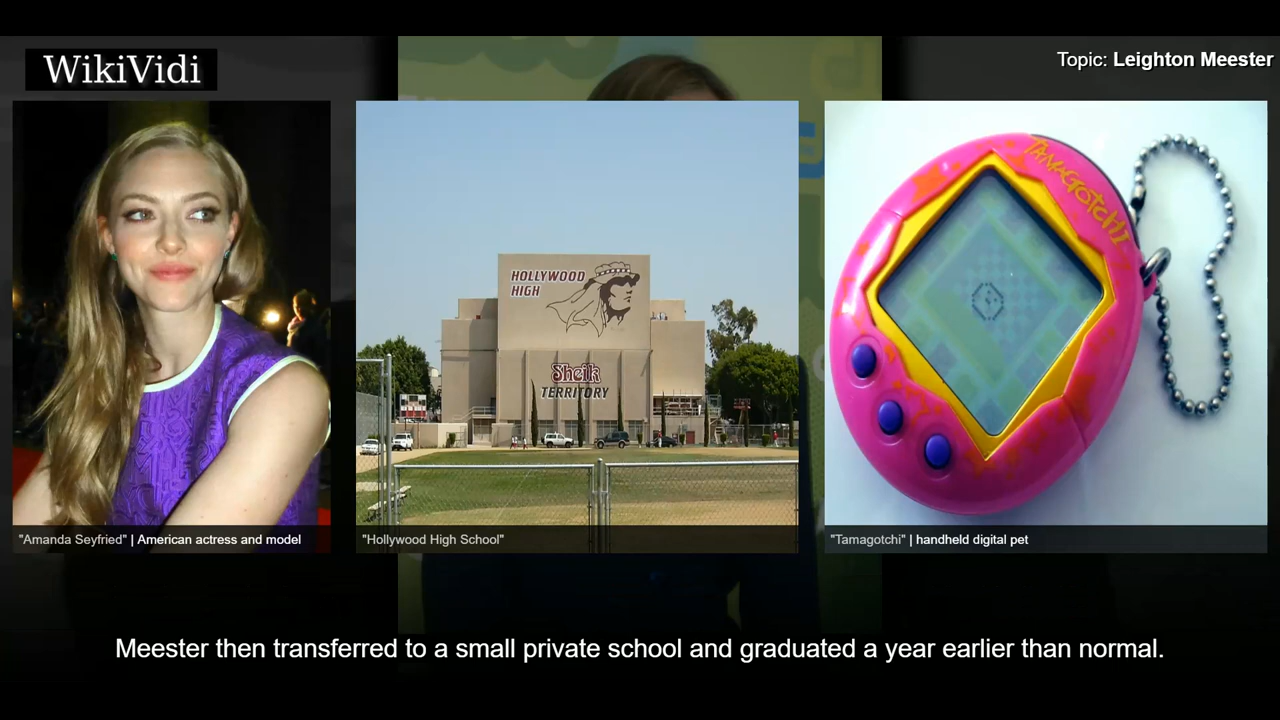 WikiVidi
Topic: Leighton Meester
HOLLYWOOD
HIGH
Sheik
TERRITORY
TAMAGOTCHI
"Amanda Seyfried" | American actress and model
"Hollywood High School"
"Tamagotchi" | handheld digital pet
Meester then transferred to a small private school and graduated a year earlier than normal.